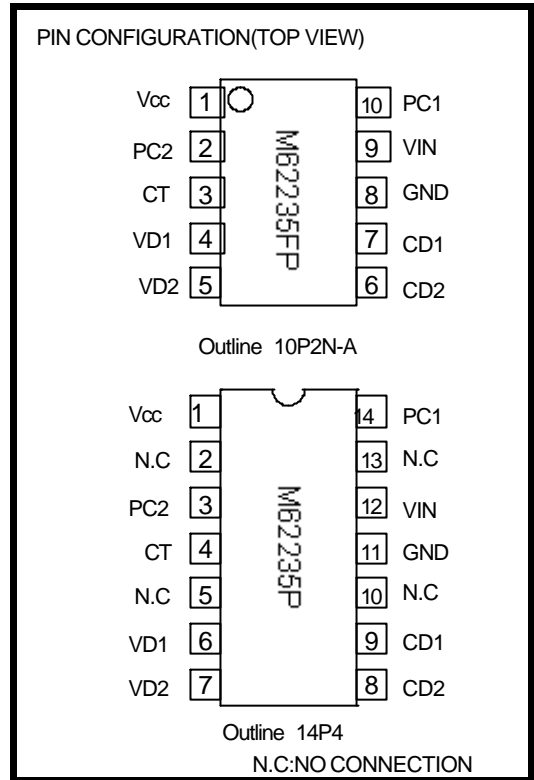 PIN CONFIGURATION(TOP VIEW)
Vcc 1 10 PC1
PC2 2 9 VIN
CT 3 8 GND
VD1 4 7 CD1
VD2 5 6 CD2
M62235FP
Outline 10P2N-A
Vcc 1 14 PC1
N.C 2 13 N.C
PC2 3 12 VIN
CT 4 11 GND
N.C 5 10 N.C
VD1 6 9 CD1
VD2 7 8 CD2
M62235P
Outline 14P4
N.C:NO CONNECTION